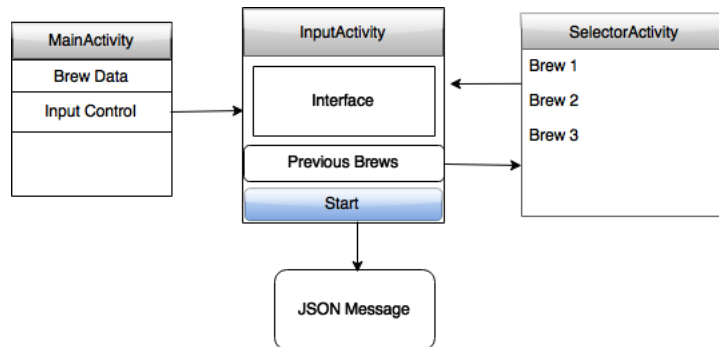 MainActivity
Brew Data
Input Control
InputActivity
Interface
Previous Brews
Start
SelectorActivity
Brew 1
Brew 2
Brew 3
JSON Message